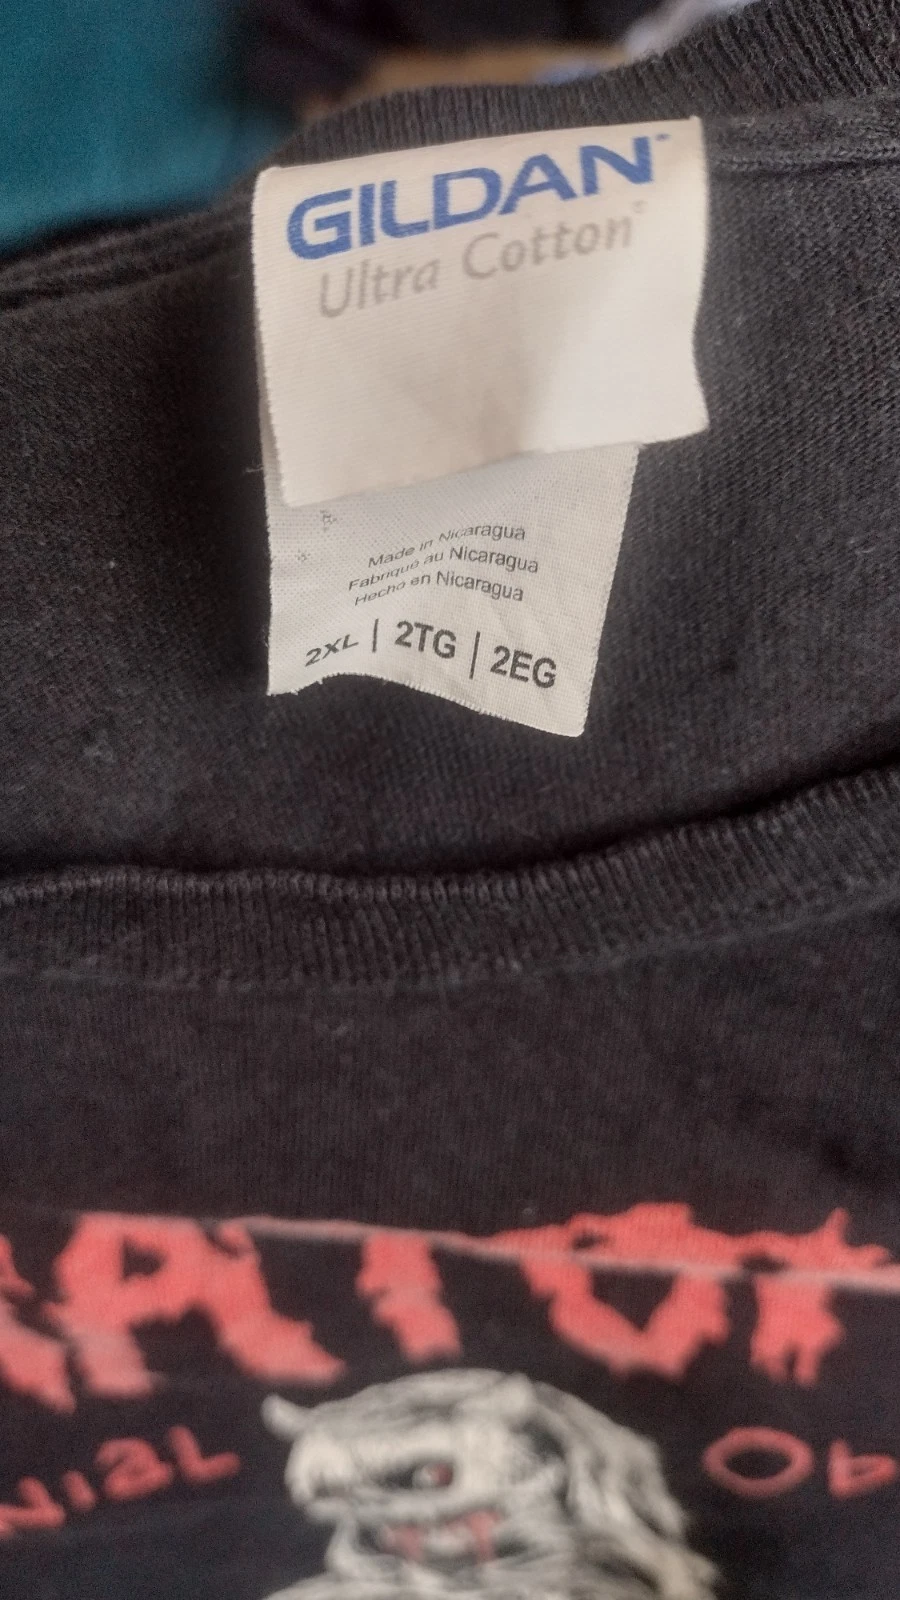 GILDAN
Ultra Cotton
Made in Nicaragua
Fabriqué au Nicaragua
Hecho en Nicaragua
2XL | 2TG | 2EG